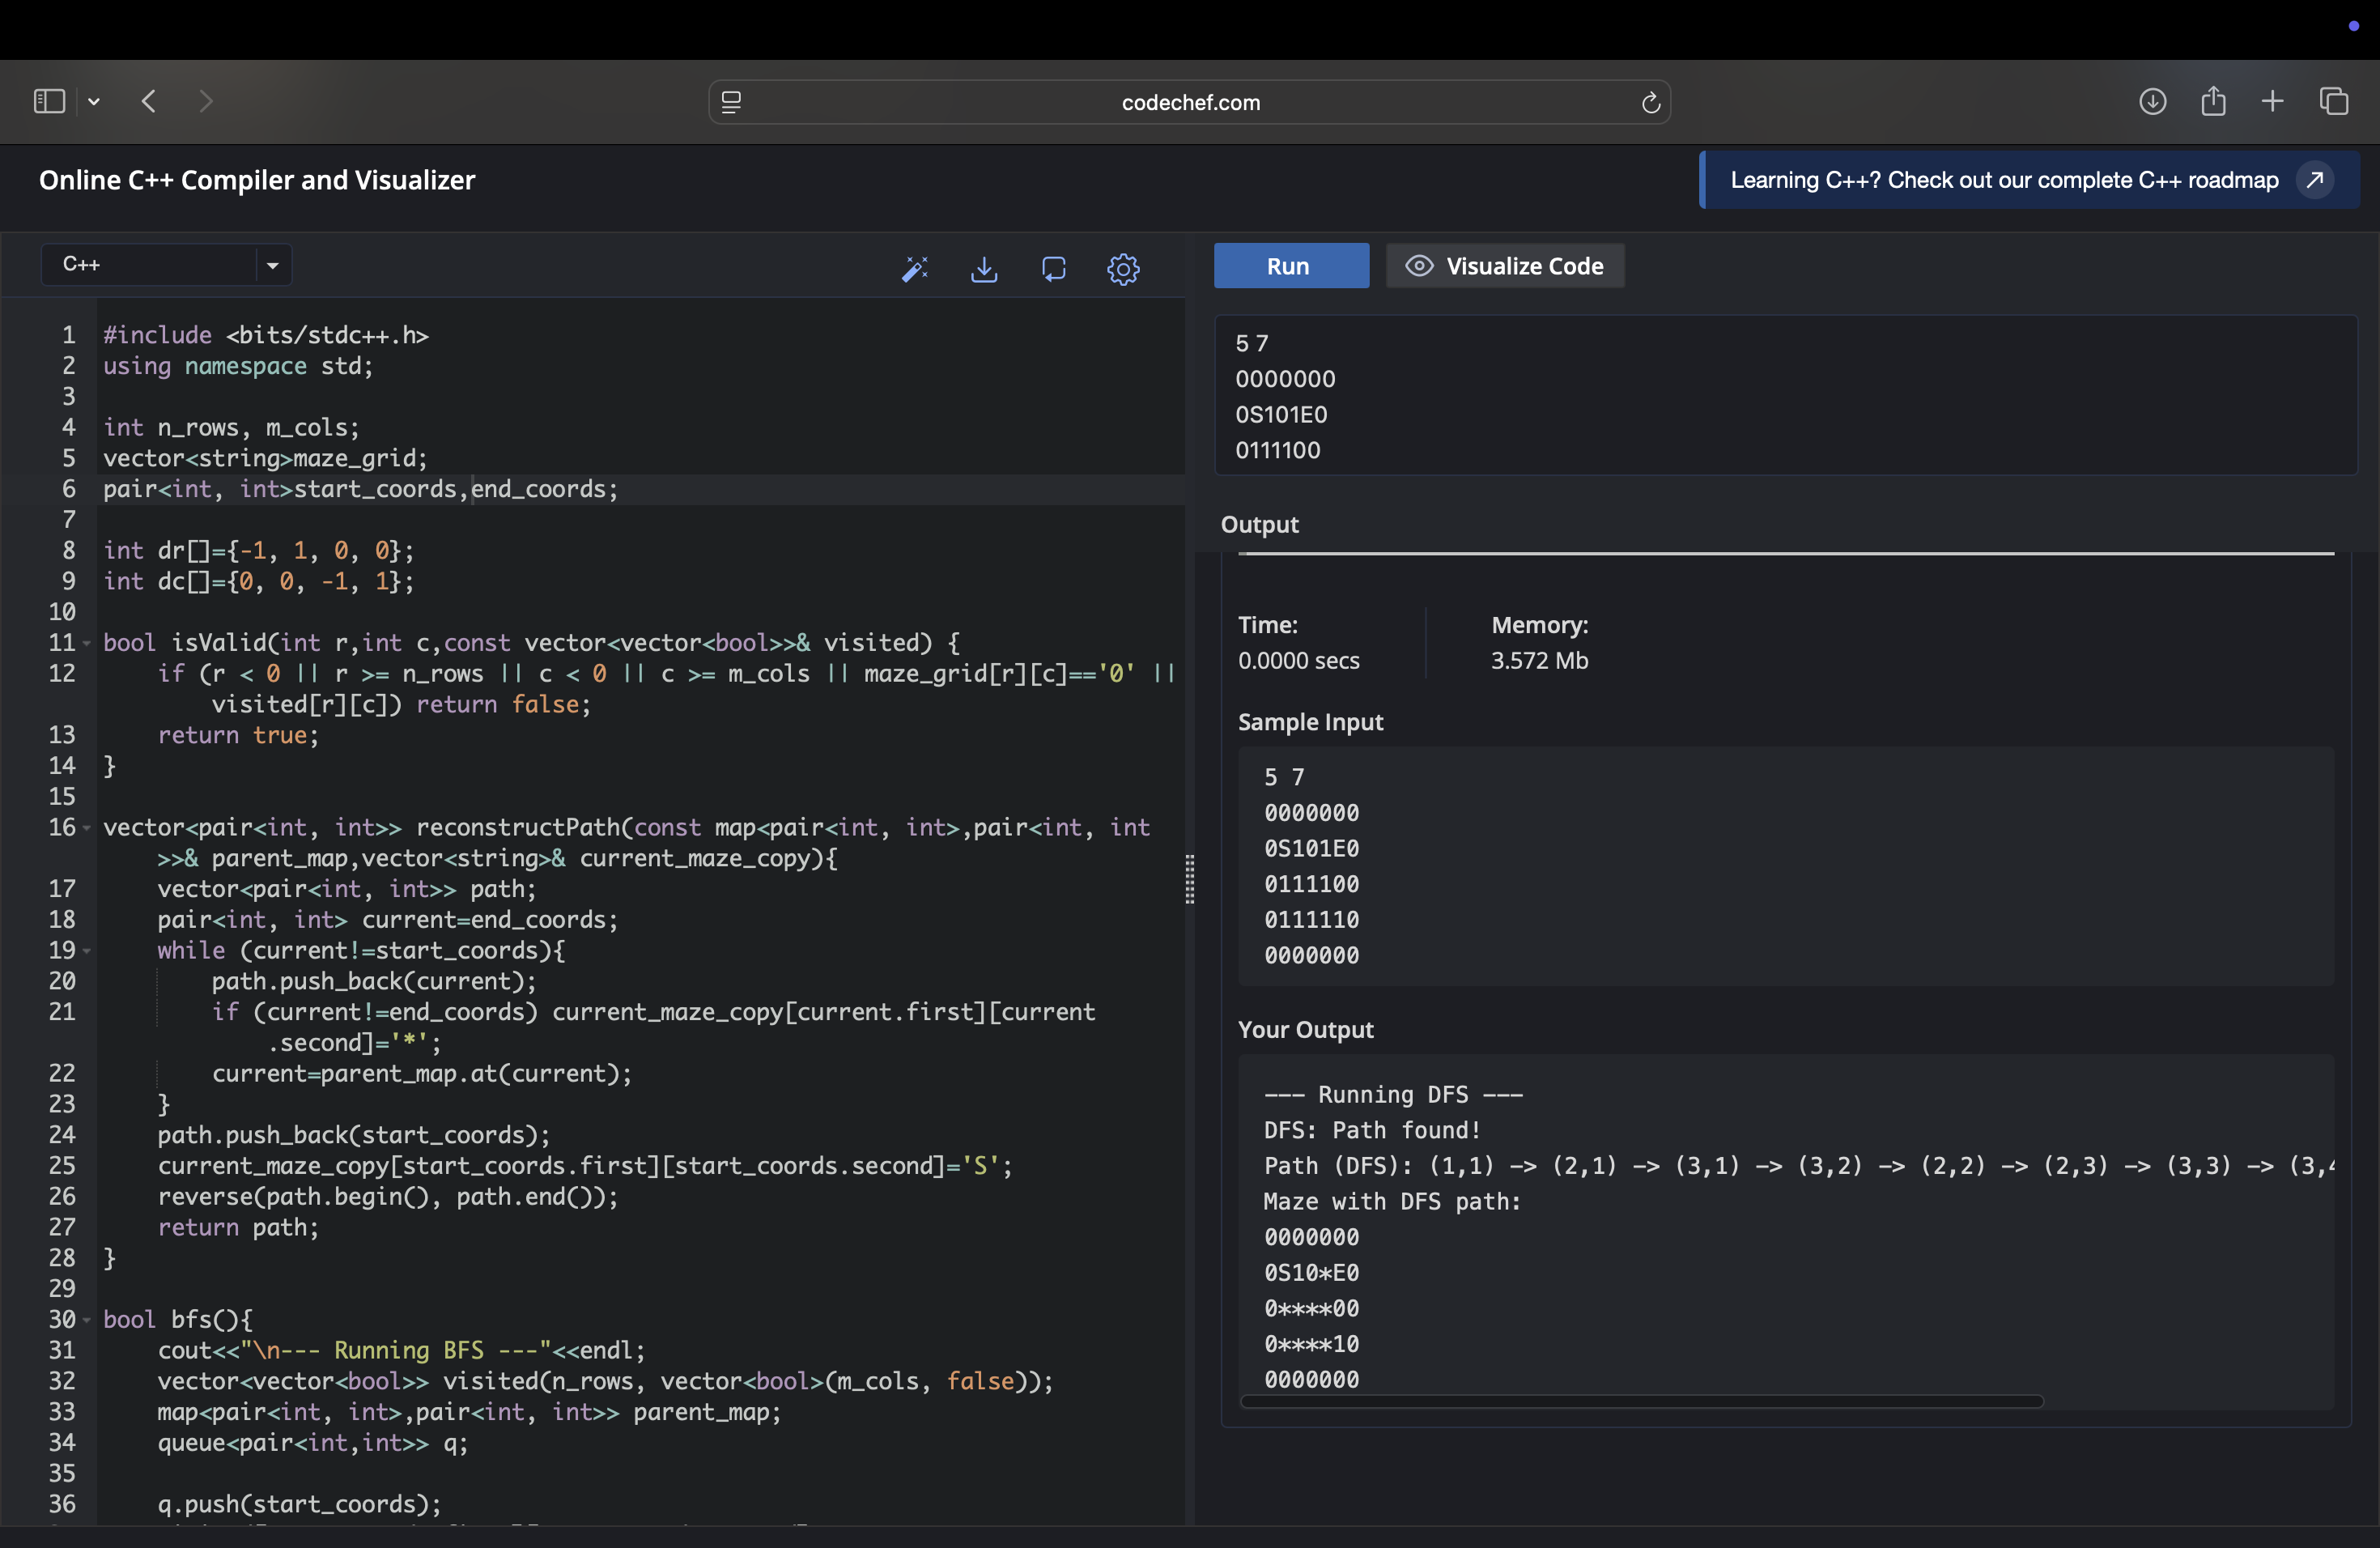 codechef.com
Online C++ Compiler and Visualizer
Learning C++? Check out our complete C++ roadmap
C++
Run
Visualize Code
1 #include <bits/stdc++.h>
2 using namespace std;
3
4 int n_rows, m_cols;
5 vector<string>maze_grid;
6 pair<int, int>start_coords,end_coords;
7
8 int dr[]={-1, 1, 0, 0};
9 int dc[]={0, 0, -1, 1};
10
11 bool isValid(int r,int c,const vector<vector<bool>>& visited) {
12 if (r < 0 || r >= n_rows || c < 0 || c >= m_cols || maze_grid[r][c]=='0' ||
visited[r][c]) return false;
13 return true;
14 }
15
16 vector<pair<int, int>> reconstructPath(const map<pair<int, int>,pair<int, int
>>& parent_map,vector<string>& current_maze_copy){
17 vector<pair<int, int>> path;
18 pair<int, int> current=end_coords;
19 while (current!=start_coords){
20 path.push_back(current);
21 if (current!=end_coords) current_maze_copy[current.first][current
.second]='*';
22 current=parent_map.at(current);
23 }
24 path.push_back(start_coords);
25 current_maze_copy[start_coords.first][start_coords.second]='S';
26 reverse(path.begin(), path.end());
27 return path;
28 }
29
30 bool bfs(){
31 cout<<"\n--- Running BFS ---"<<endl;
32 vector<vector<bool>> visited(n_rows, vector<bool>(m_cols, false));
33 map<pair<int, int>,pair<int, int>> parent_map;
34 queue<pair<int,int>> q;
35
36 q.push(start_coords);
5 7
0000000
0S101E0
0111100
Output
Time:
0.0000 secs
Memory:
3.572 Mb
Sample Input
5 7
0000000
0S101E0
0111100
0111110
0000000
Your Output
--- Running DFS ---
DFS: Path found!
Path (DFS): (1,1) -> (2,1) -> (3,1) -> (3,2) -> (2,2) -> (2,3) -> (3,3) -> (3,4
Maze with DFS path:
0000000
0S10*E0
0****00
0****10
0000000